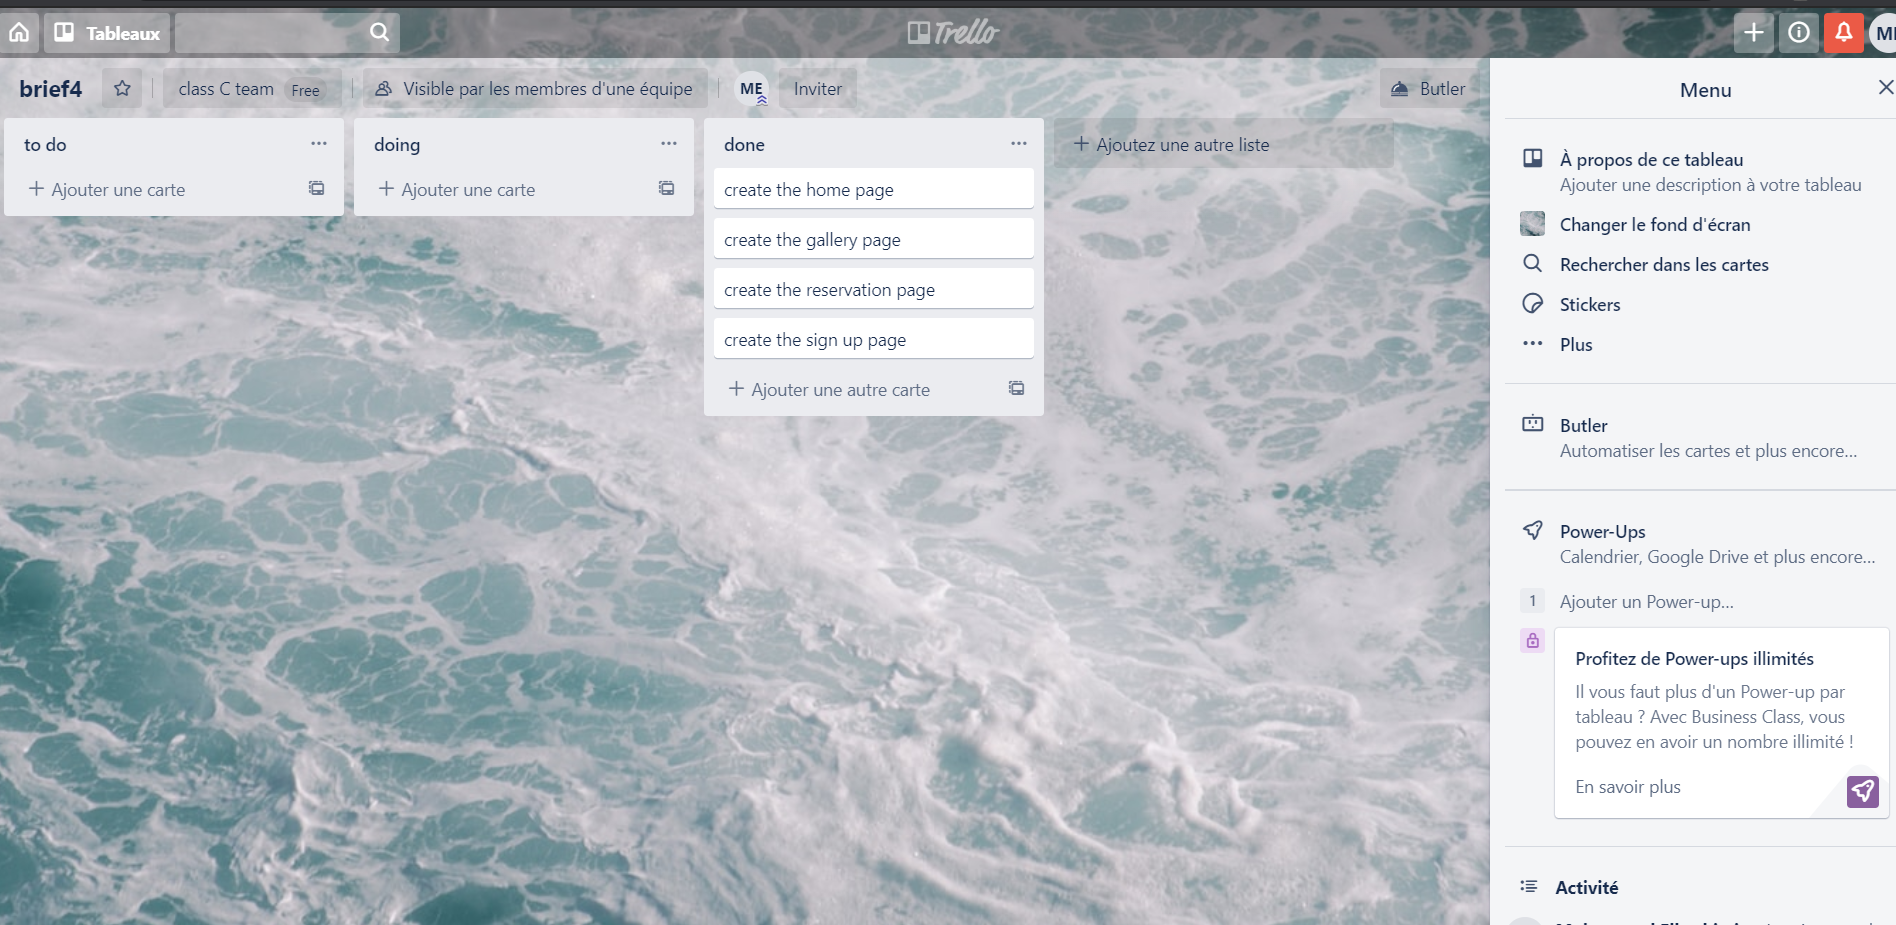 Tableaux
Trello
ME
brief4
class C team Free
Visible par les membres d'une équipe
ME
Inviter
Butler
to do
Ajouter une carte
doing
Ajouter une carte
done
create the home page
create the gallery page
create the reservation page
create the sign up page
Ajouter une autre carte
Ajoutez une autre liste
Menu
À propos de ce tableau
Ajouter une description à votre tableau
Changer le fond d'écran
Rechercher dans les cartes
Stickers
Plus
Butler
Automatiser les cartes et plus encore...
Power-Ups
Calendrier, Google Drive et plus encore...
1 Ajouter un Power-up...
Profitez de Power-ups illimités
Il vous faut plus d'un Power-up par
tableau ? Avec Business Class, vous
pouvez en avoir un nombre illimité !
En savoir plus
Activité